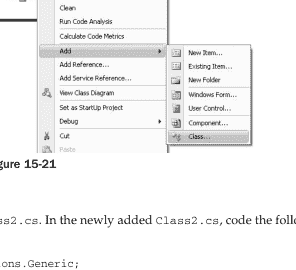 Clean
Run Code Analysis
Calculate Code Metrics
Add
Add Reference...
Add Service Reference...
View Class Diagram
Set as StartUp Project
Debug
Cut
Paste
New Item...
Existing Item...
New Folder
Windows Form...
User Control...
Component...
Class...
gure 15-21
ss2.cs. In the newly added Class2.cs, code the follo
ons.Generic;